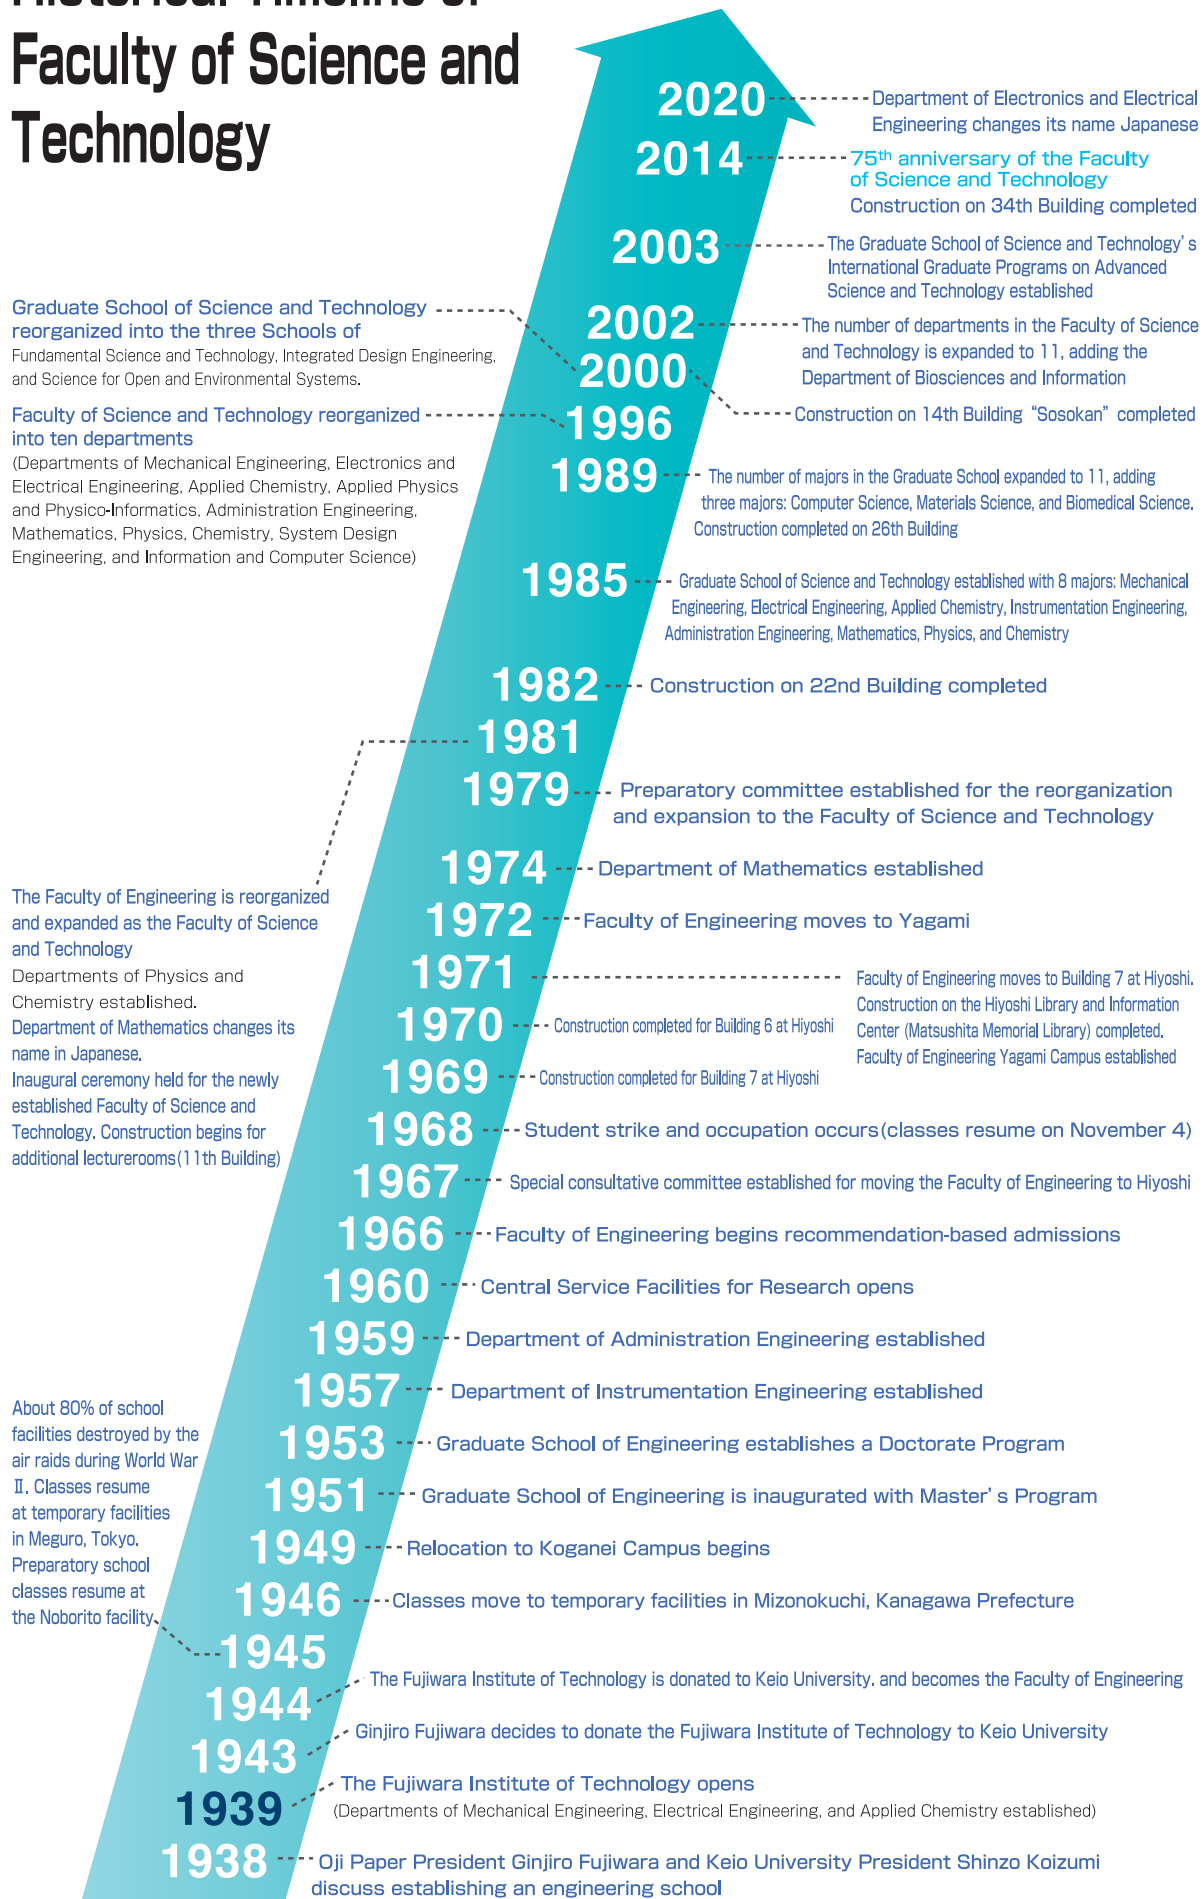 Historical Timeline of
Faculty of Science and
Technology
2020
Department of Electronics and Electrical
Engineering changes its name Japanese
2014
75th anniversary of the Faculty
of Science and Technology
Construction on 34th Building completed
2003
The Graduate School of Science and Technology's
International Graduate Programs on Advanced
Science and Technology established
Graduate School of Science and Technology
reorganized into the three Schools of
Fundamental Science and Technology, Integrated Design Engineering,
and Science for Open and Environmental Systems.
2002
The number of departments in the Faculty of Science
and Technology is expanded to 11, adding the
Department of Biosciences and Information
2000
Construction on 14th Building "Sosokan" completed
Faculty of Science and Technology reorganized
into ten departments
(Departments of Mechanical Engineering, Electronics and
Electrical Engineering, Applied Chemistry, Applied Physics
and Physico-Informatics, Administration Engineering,
Mathematics, Physics, Chemistry, System Design
Engineering, and Information and Computer Science)
1996
1989
The number of majors in the Graduate School expanded to 11, adding
three majors: Computer Science, Materials Science, and Biomedical Science.
Construction completed on 26th Building
1985
Graduate School of Science and Technology established with 8 majors: Mechanical
Engineering, Electrical Engineering, Applied Chemistry, Instrumentation Engineering,
Administration Engineering, Mathematics, Physics, and Chemistry
1982
Construction on 22nd Building completed
1981
The Faculty of Engineering is reorganized
and expanded as the Faculty of Science
and Technology
Departments of Physics and
Chemistry established.
Department of Mathematics changes its
name in Japanese.
Inaugural ceremony held for the newly
established Faculty of Science and
Technology. Construction begins for
additional lecturerooms(11th Building)
1979
Preparatory committee established for the reorganization
and expansion to the Faculty of Science and Technology
1974
Department of Mathematics established
1972
Faculty of Engineering moves to Yagami
1971
Faculty of Engineering moves to Building 7 at Hiyoshi.
Construction on the Hiyoshi Library and Information
Center (Matsushita Memorial Library) completed.
Faculty of Engineering Yagami Campus established
1970
Construction completed for Building 6 at Hiyoshi
1969
Construction completed for Building 7 at Hiyoshi
1968
Student strike and occupation occurs(classes resume on November 4)
1967
Special consultative committee established for moving the Faculty of Engineering to Hiyoshi
1966
Faculty of Engineering begins recommendation-based admissions
1960
Central Service Facilities for Research opens
1959
Department of Administration Engineering established
1957
Department of Instrumentation Engineering established
1953
Graduate School of Engineering establishes a Doctorate Program
1951
Graduate School of Engineering is inaugurated with Master's Program
1949
Relocation to Koganei Campus begins
1946
Classes move to temporary facilities in Mizonokuchi, Kanagawa Prefecture
About 80% of school
facilities destroyed by the
air raids during World War
Ⅱ. Classes resume
at temporary facilities
in Meguro, Tokyo.
Preparatory school
classes resume at
the Noborito facility
1945
1944
The Fujiwara Institute of Technology is donated to Keio University. and becomes the Faculty of Engineering
1943
Ginjiro Fujiwara decides to donate the Fujiwara Institute of Technology to Keio University
1939
The Fujiwara Institute of Technology opens
(Departments of Mechanical Engineering, Electrical Engineering, and Applied Chemistry established)
1938
Oji Paper President Ginjiro Fujiwara and Keio University President Shinzo Koizumi
discuss establishing an engineering school